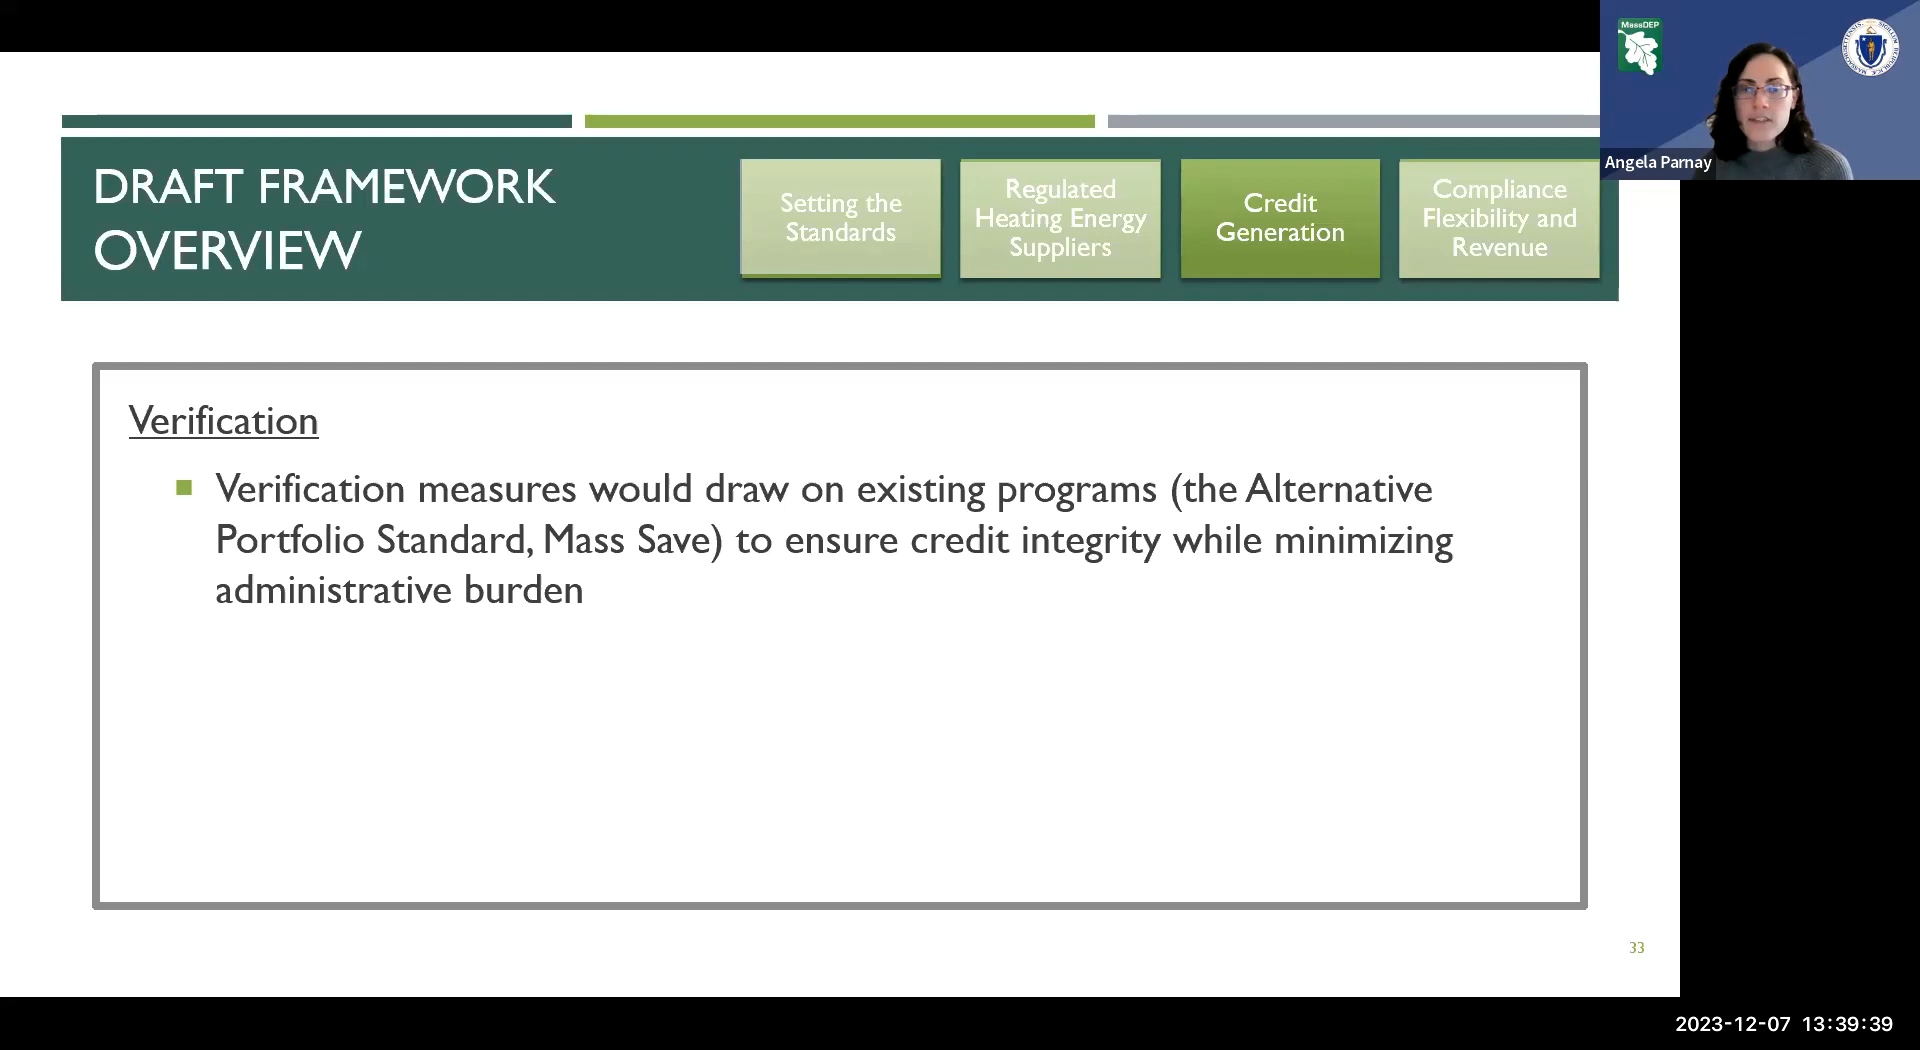 MassDEP
Angela Parnay
DRAFT FRAMEWORK
OVERVIEW
Setting the
Standards
Regulated
Heating Energy
Suppliers
Credit
Generation
Compliance
Flexibility and
Revenue
Verification
Verification measures would draw on existing programs (the Alternative
Portfolio Standard, Mass Save) to ensure credit integrity while minimizing
administrative burden
33
2023-12-07 13:39:39